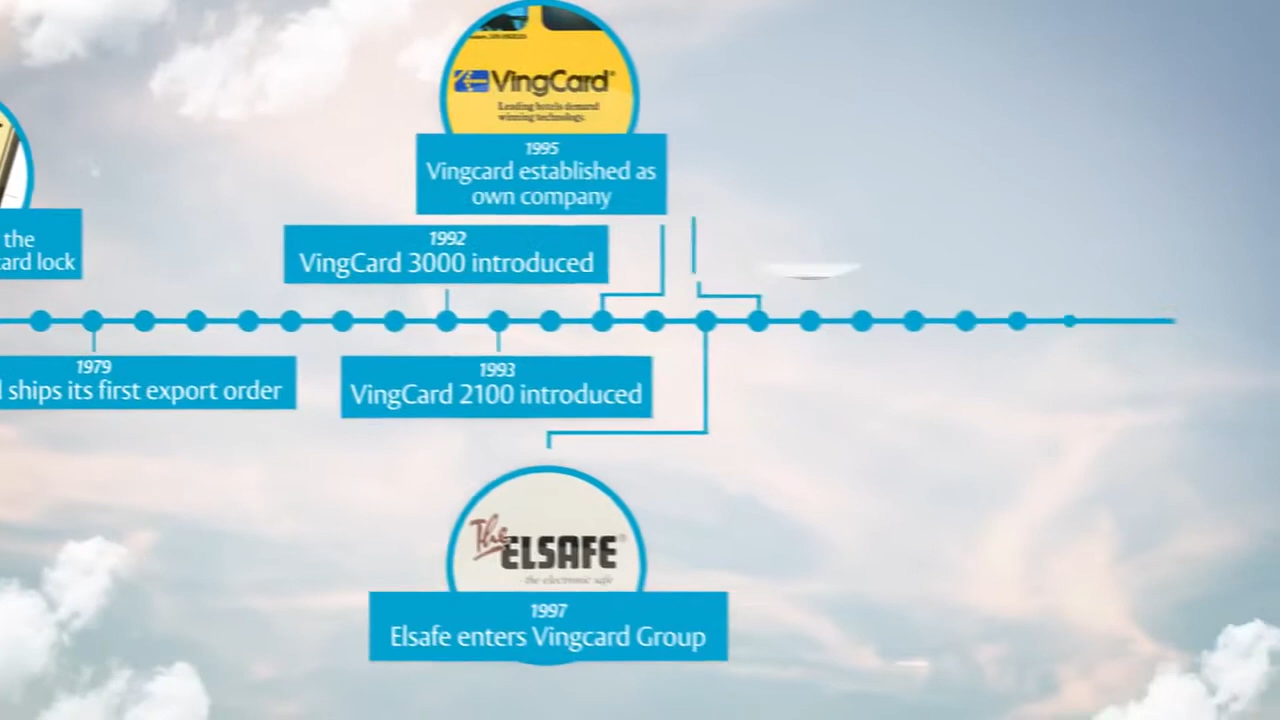 VingCard®
Leading hotels demand
winning technology.
1995
Vingcard established as
own company
the
card lock
1992
VingCard 3000 introduced
1979
ships its first export order
1993
VingCard 2100 introduced
The
ELSAFE®
the electronic safe
1997
Elsafe enters Vingcard Group